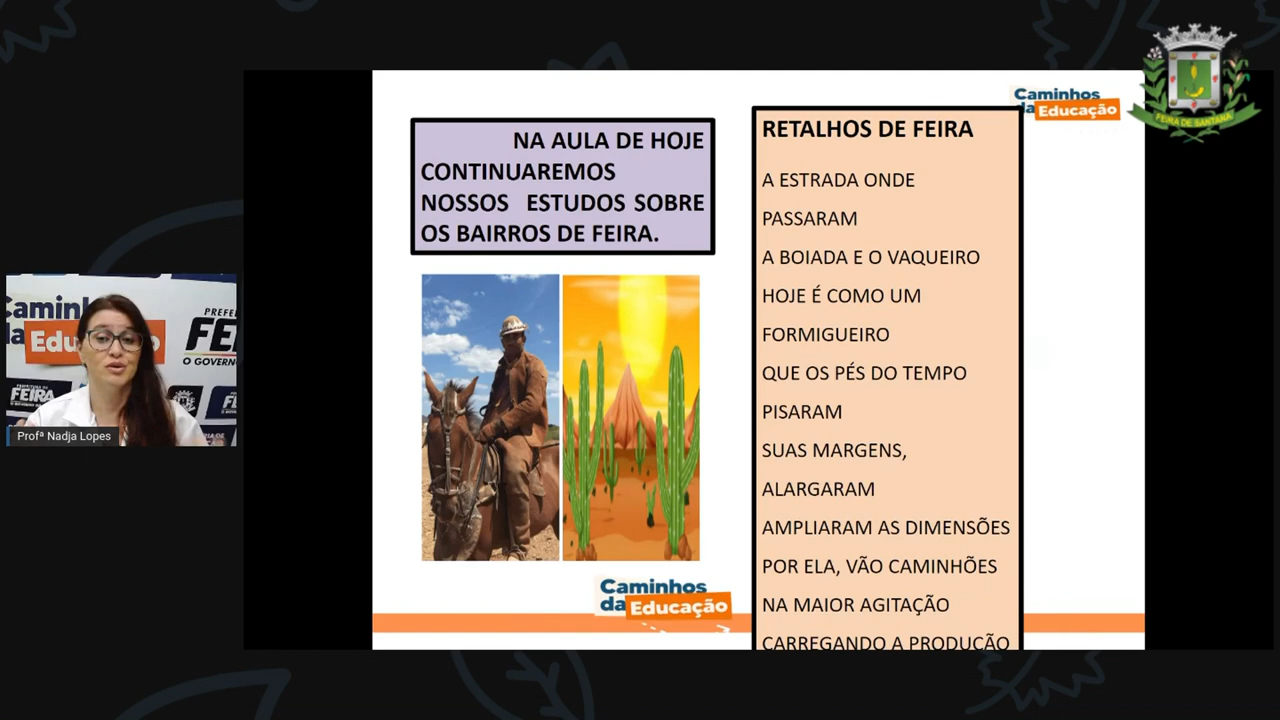 Caminhos
da Educação
FEIRA DE SANTANA
NA AULA DE HOJE
CONTINUAREMOS
NOSSOS ESTUDOS SOBRE
OS BAIRROS DE FEIRA.
RETALHOS DE FEIRA
A ESTRADA ONDE
PASSARAM
A BOIADA E O VAQUEIRO
HOJE É COMO UM
FORMIGUEIRO
QUE OS PÉS DO TEMPO
PISARAM
SUAS MARGENS,
ALARGARAM
AMPLIARAM AS DIMENSÕES
POR ELA, VÃO CAMINHÕES
NA MAIOR AGITAÇÃO
CARREGANDO A PRODUÇÃO
Caminhos
da Educação
Profª Nadja Lopes
FEIRA